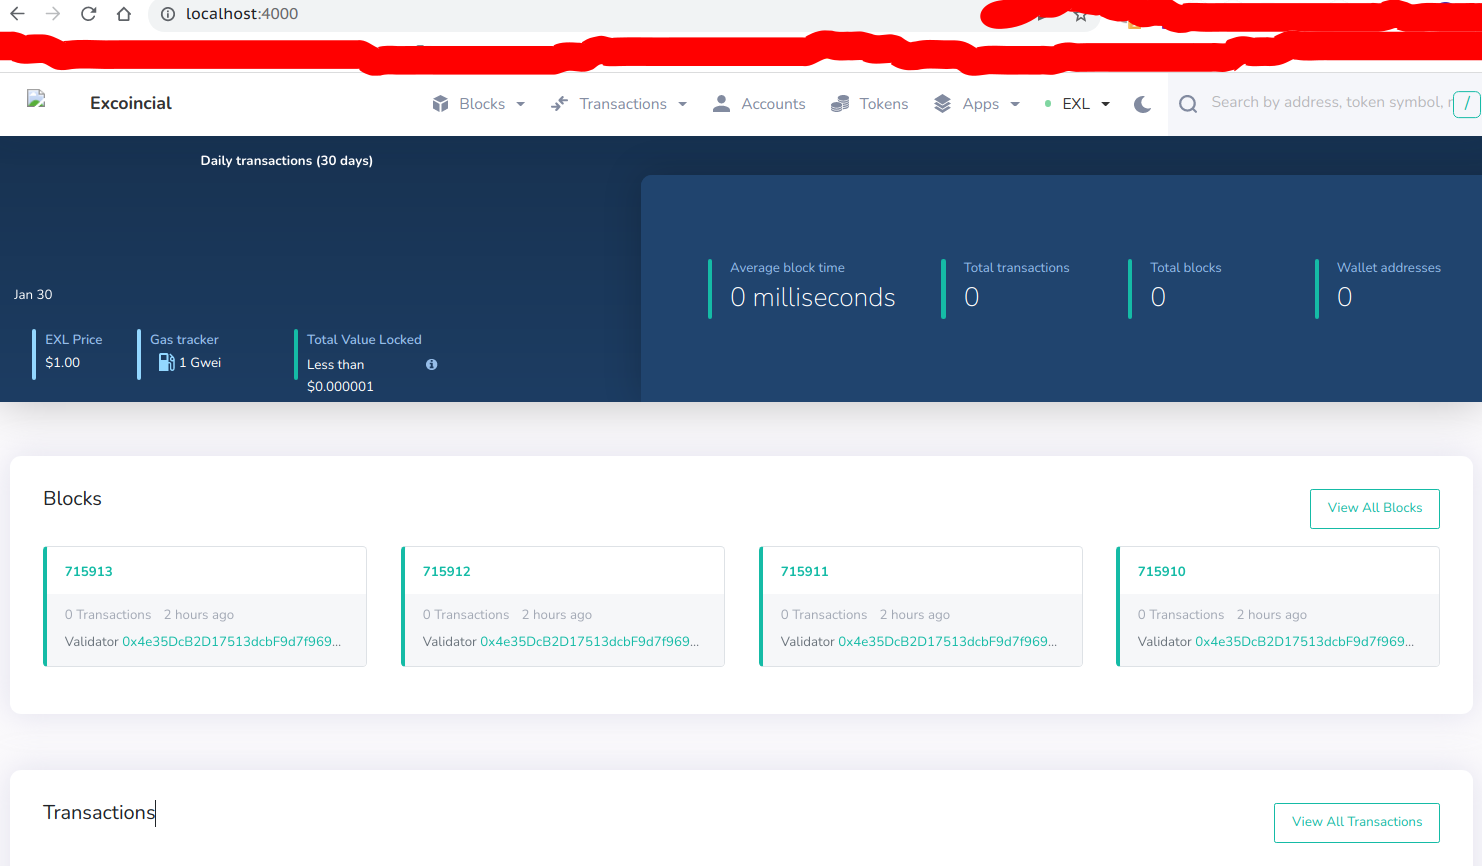 localhost:4000
Excoincial
Blocks Transactions Accounts Tokens Apps EXL Search by address, token symbol, /
Daily transactions (30 days)
Jan 30
EXL Price
$1.00
Gas tracker
1 Gwei
Total Value Locked
Less than
$0.000001
Average block time
0 milliseconds
Total transactions
0
Total blocks
0
Wallet addresses
0
Blocks
View All Blocks
715913
0 Transactions 2 hours ago
Validator 0x4e35DcB2D17513dcbF9d7f969...
715912
0 Transactions 2 hours ago
Validator 0x4e35DcB2D17513dcbF9d7f969...
715911
0 Transactions 2 hours ago
Validator 0x4e35DcB2D17513dcbF9d7f969...
715910
0 Transactions 2 hours ago
Validator 0x4e35DcB2D17513dcbF9d7f969...
Transactions
View All Transactions